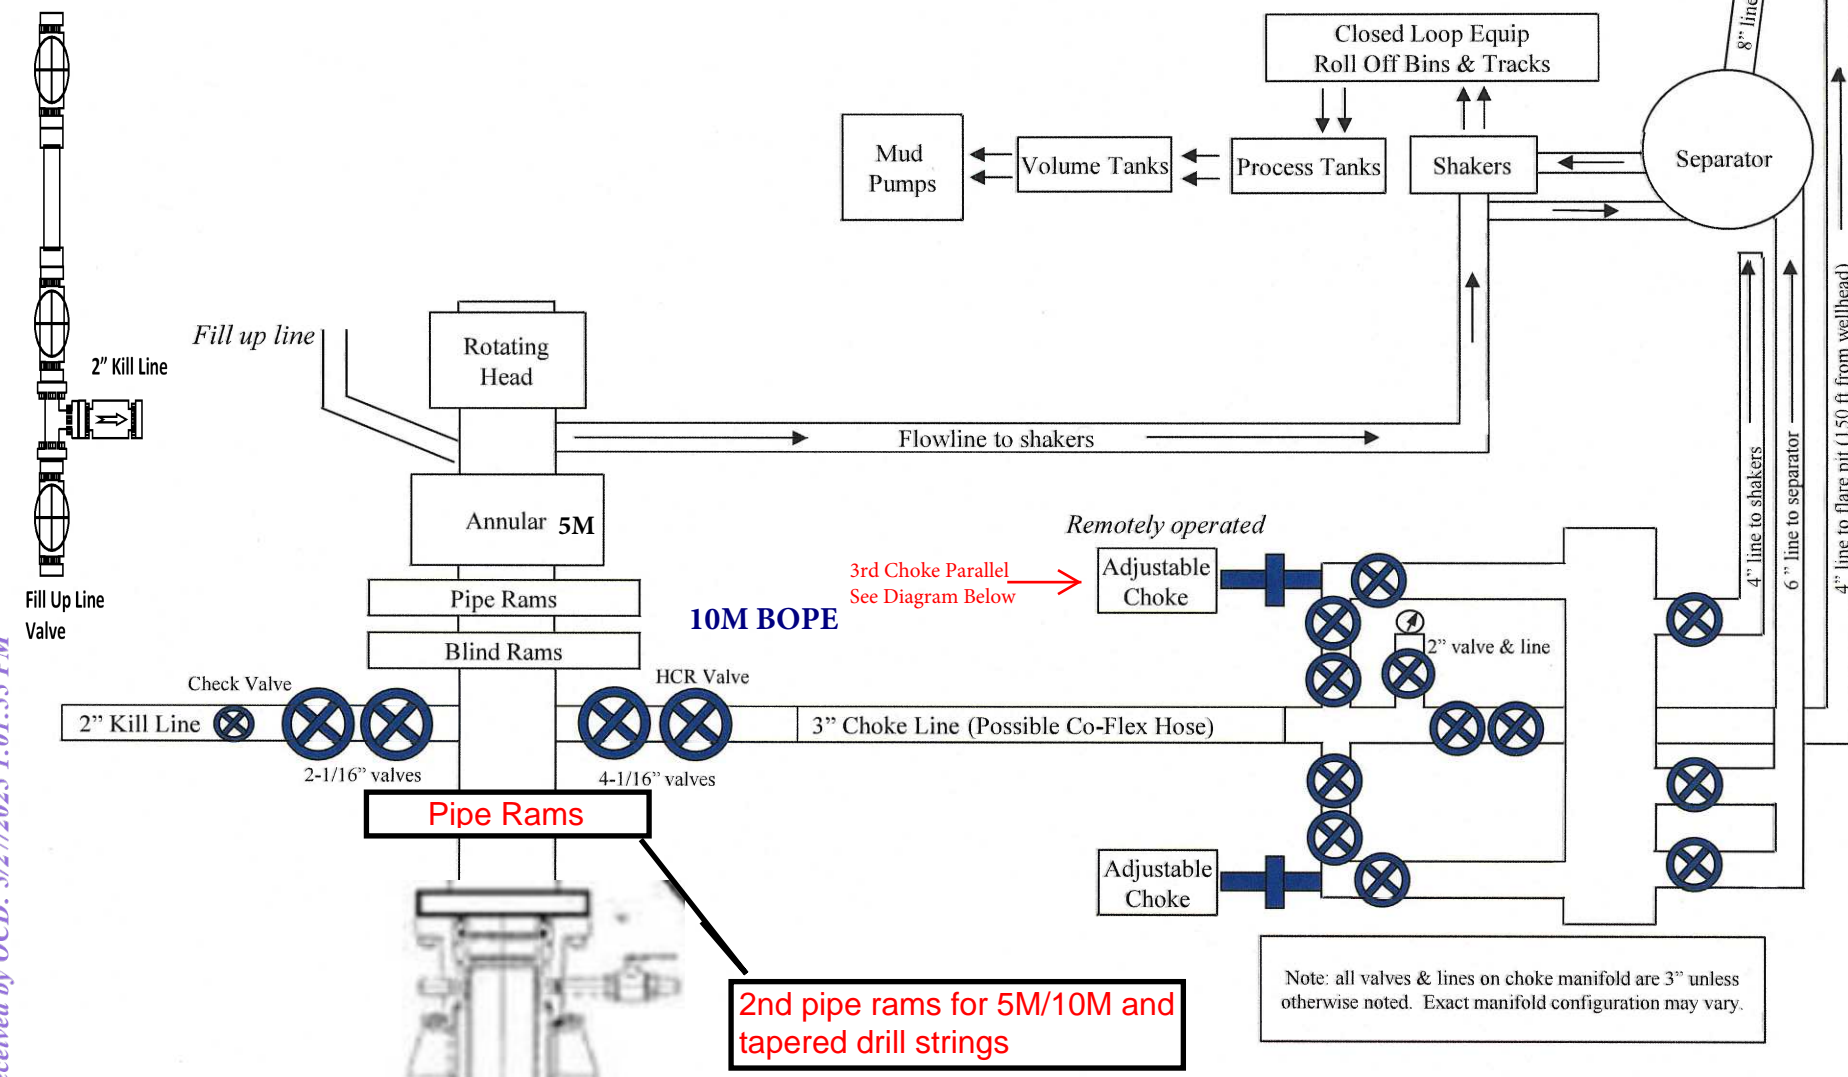 Closed Loop Equip
Roll Off Bins & Tracks
8” line
Mud
Pumps
Volume Tanks
Process Tanks
Shakers
Separator
Fill up line
Rotating
Head
2” Kill Line
Flowline to shakers
Annular 5M
Remotely operated
3rd Choke Parallel
See Diagram Below
Adjustable
Choke
Pipe Rams
10M BOPE
Blind Rams
Fill Up Line
Valve
2” valve & line
4” line to shakers
6 ” line to separator
4” line to flare pit (150 ft from wellhead)
Check Valve
HCR Valve
2” Kill Line
3” Choke Line (Possible Co-Flex Hose)
2-1/16” valves
4-1/16” valves
Pipe Rams
Adjustable
Choke
2nd pipe rams for 5M/10M and
tapered drill strings
Note: all valves & lines on choke manifold are 3” unless
otherwise noted. Exact manifold configuration may vary.
by OCD: